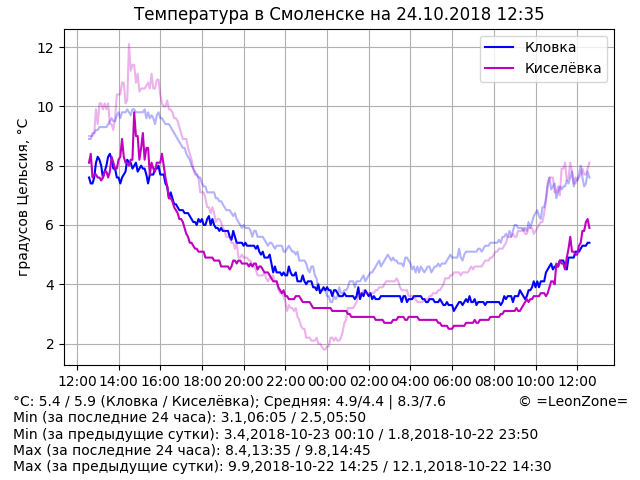 Температура в Смоленске на 24.10.2018 12:35
Кловка
Киселёвка
градусов Цельсия, °C
12
10
8
6
4
2
12:00 14:00 16:00 18:00 20:00 22:00 00:00 02:00 04:00 06:00 08:00 10:00 12:00
°C: 5.4 / 5.9 (Кловка / Киселёвка); Средняя: 4.9/4.4 | 8.3/7.6 © =LeonZone=
Min (за последние 24 часа): 3.1,06:05 / 2.5,05:50
Min (за предыдущие сутки): 3.4,2018-10-23 00:10 / 1.8,2018-10-22 23:50
Max (за последние 24 часа): 8.4,13:35 / 9.8,14:45
Max (за предыдущие сутки): 9.9,2018-10-22 14:25 / 12.1,2018-10-22 14:30